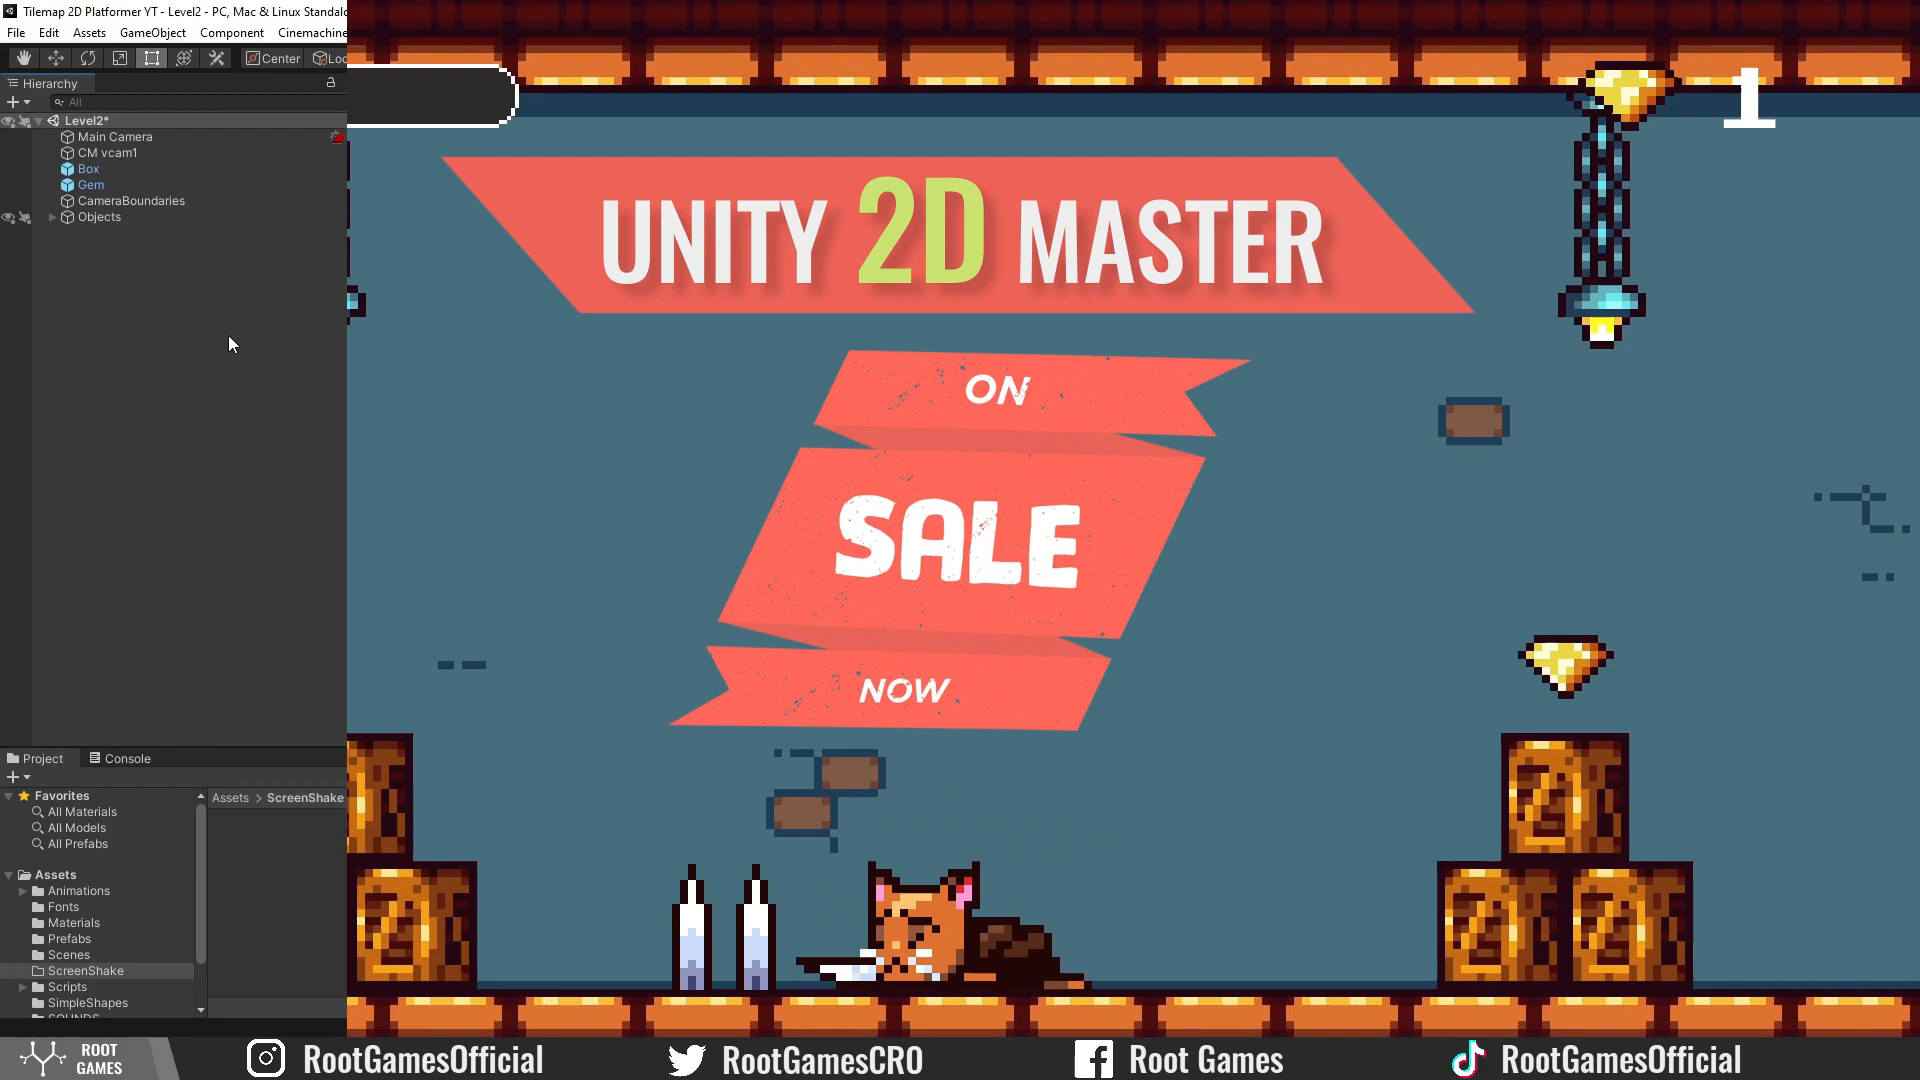 Tilemap 2D Platformer YT - Level2 - PC, Mac & Linux Standalo
File Edit Assets GameObject Component Cinemachine
Center Loc
Hierarchy
All
Level2*
Main Camera
CM vcam1
Box
Gem
CameraBoundaries
Objects
1
UNITY 2D MASTER
ON
SALE
NOW
Project Console
Favorites
All Materials
All Models
All Prefabs
Assets > ScreenShake
Assets
Animations
Fonts
Materials
Prefabs
Scenes
ScreenShake
Scripts
SimpleShapes
SOUNDS
ROOT
GAMES
RootGamesOfficial
RootGamesCRO
Root Games
RootGamesOfficial